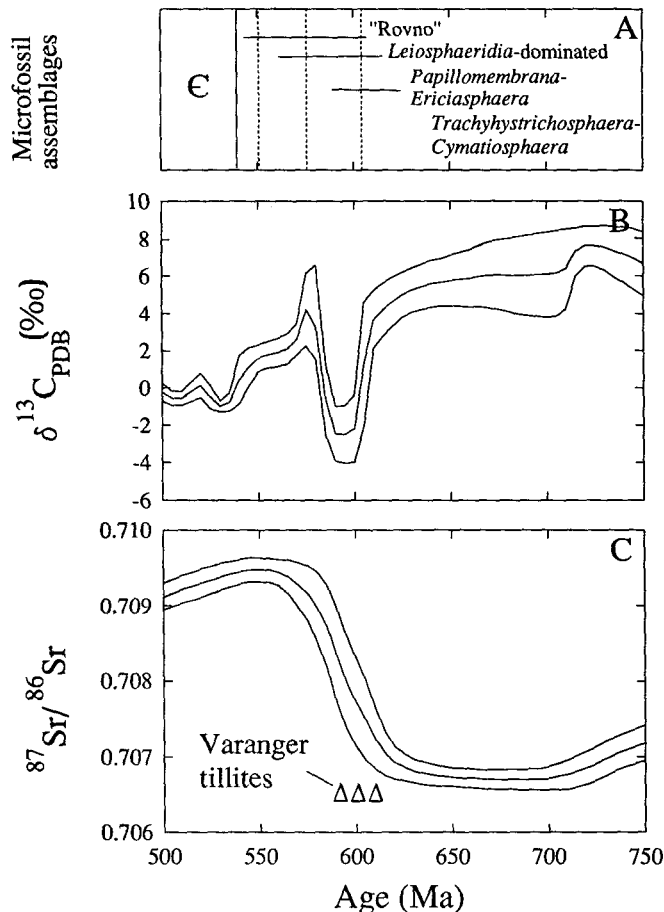 Microfossil
assemblages
A
Є
"Rovno"
Leiosphaeridia-dominated
Papillomembrana-
Ericiasphaera
Trachyhystrichosphaera-
Cymatiosphaera
B
δ13CPDB (‰)
10
8
6
4
2
0
-2
-4
-6
C
87Sr/86Sr
0.710
0.709
0.708
0.707
0.706
Varanger
tillites
500 550 600 650 700 750
Age (Ma)